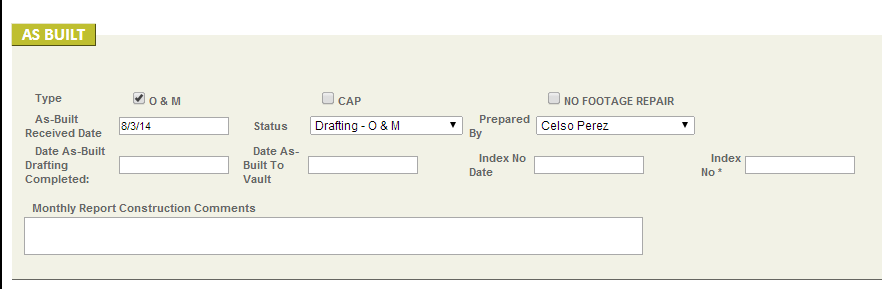 AS BUILT
Type O & M CAP NO FOOTAGE REPAIR
As-Built Received Date 8/3/14 Status Drafting - O & M Prepared By Celso Perez
Date As-Built Drafting Completed: Date As-Built To Vault Index No Date Index No *
Monthly Report Construction Comments